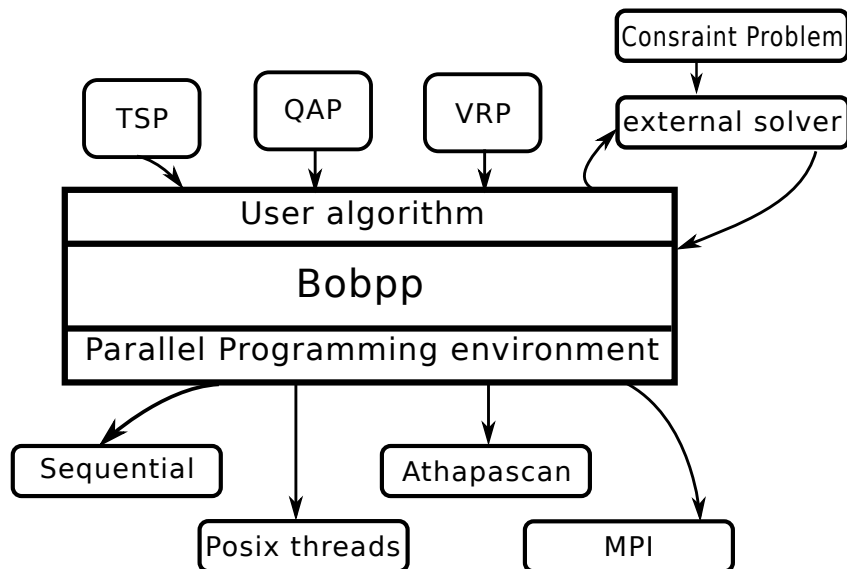 Consraint Problem
TSP
QAP
VRP
external solver
User algorithm
Bobpp
Parallel Programming environment
Sequential
Athapascan
Posix threads
MPI